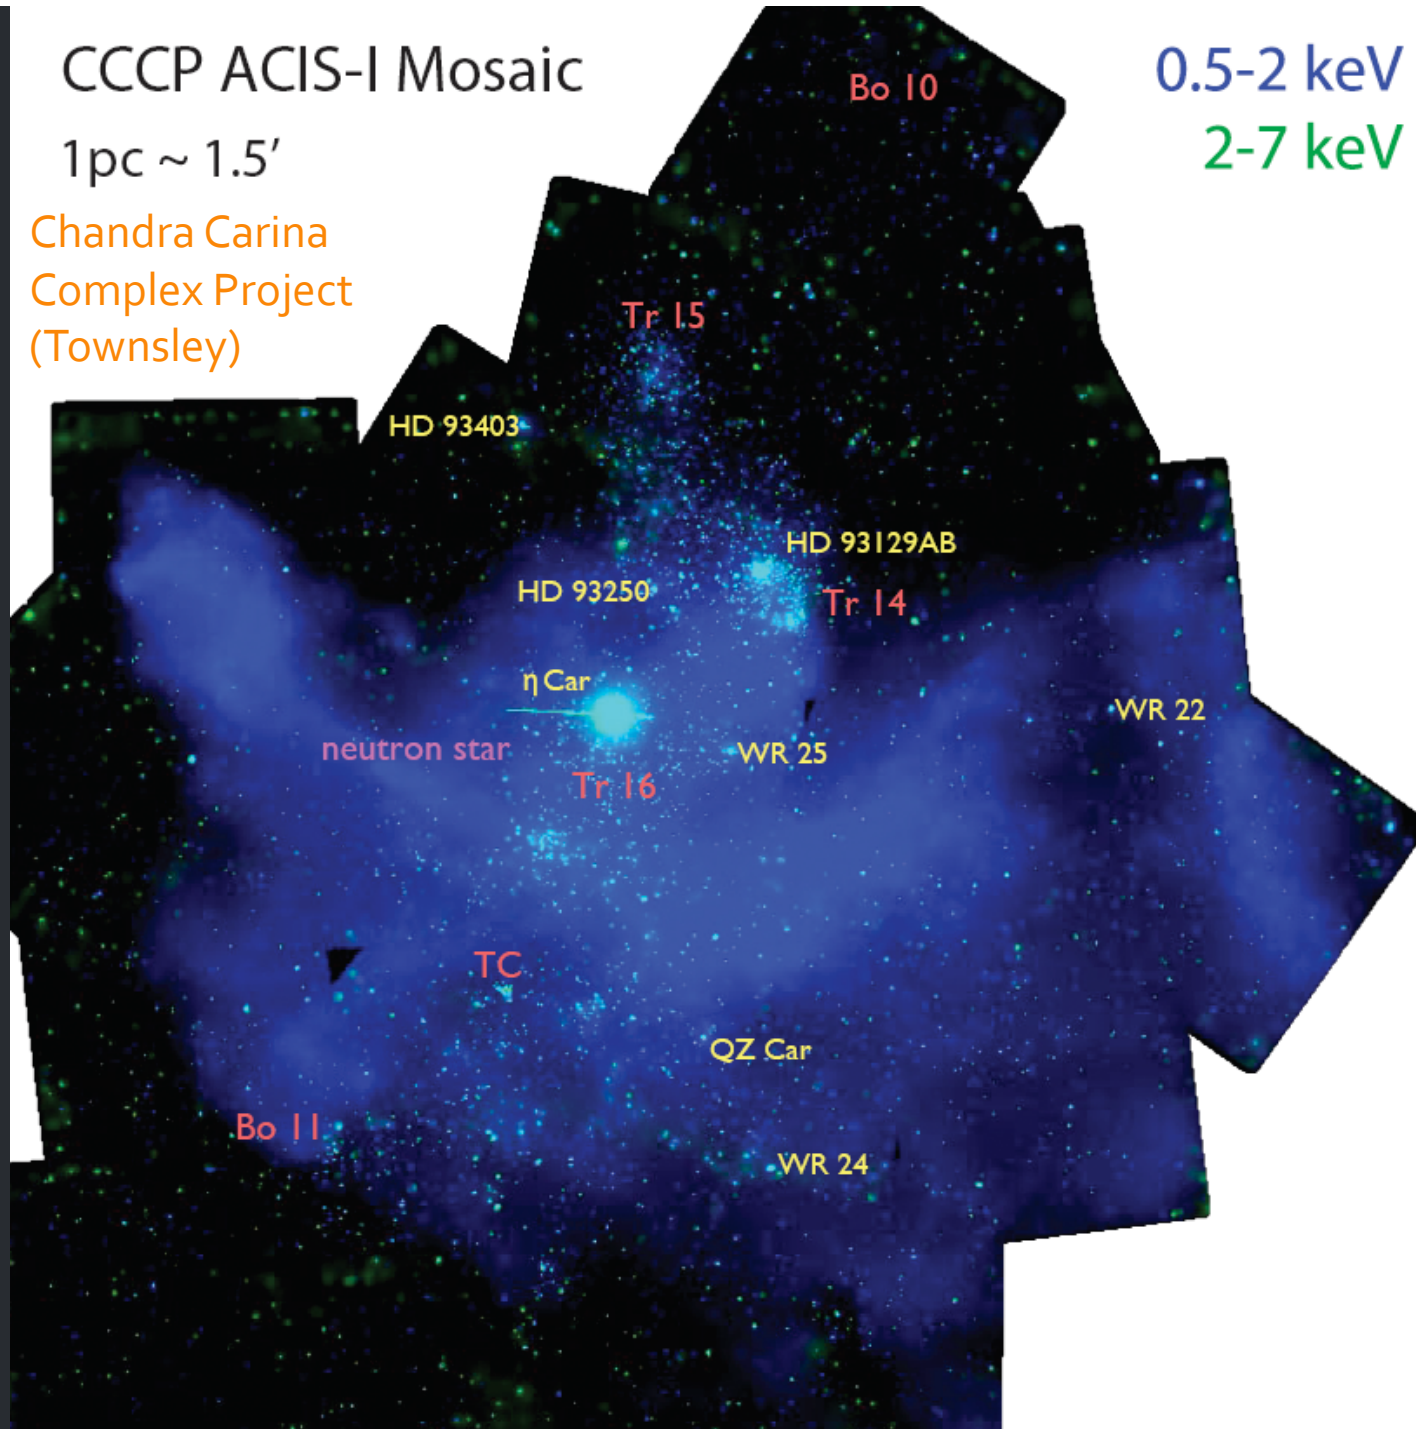 CCCP ACIS-I Mosaic
0.5-2 keV
Bo 10
2-7 keV
1pc ~ 1.5′
Chandra Carina
Complex Project
(Townsley)
Tr 15
HD 93403
HD 93129AB
HD 93250
Tr 14
η Car
WR 22
neutron star
WR 25
Tr 16
TC
QZ Car
Bo 11
WR 24